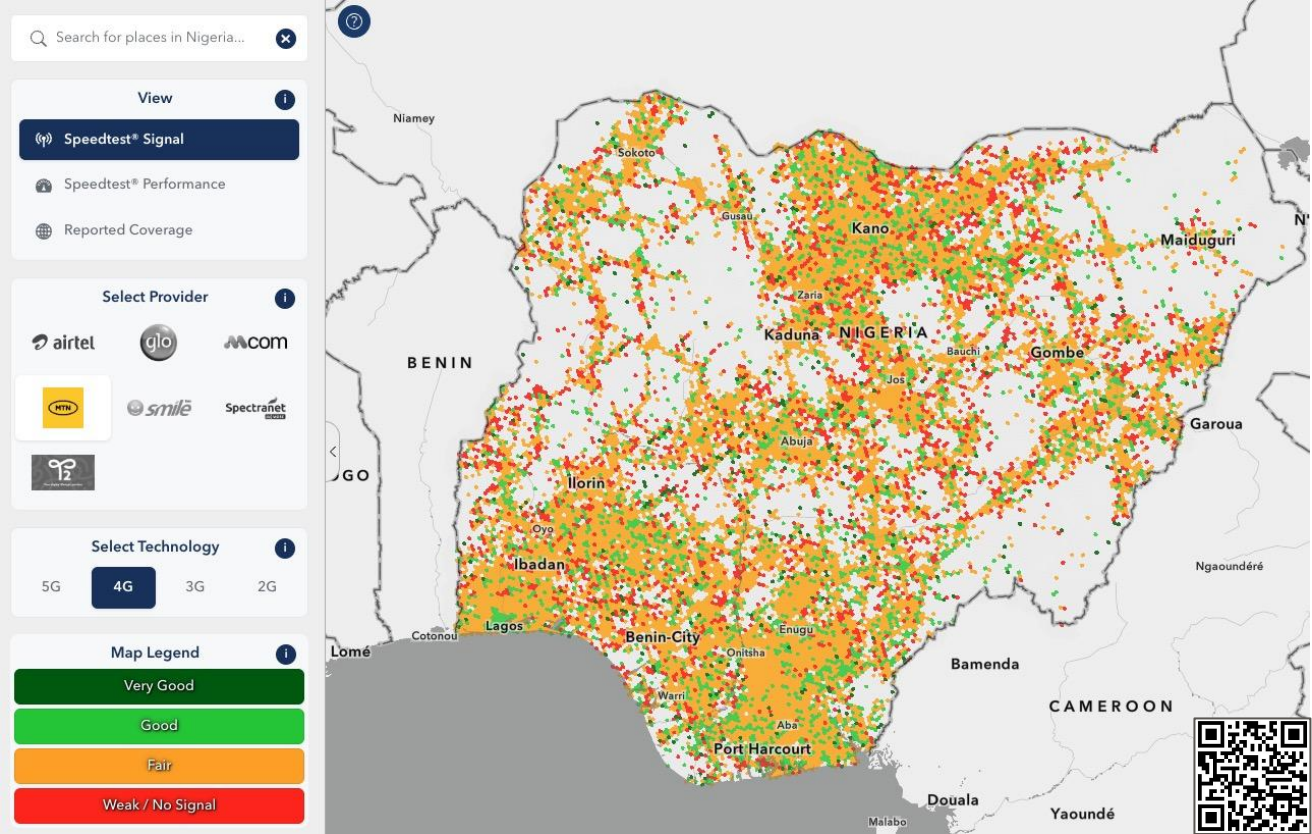 Search for places in Nigeria...
View
Speedtest® Signal
Speedtest® Performance
Reported Coverage
Select Provider
airtel
glo
MCOM
MTN
smile
Spectranet
T2
Select Technology
5G 4G 3G 2G
Map Legend
Very Good
Good
Fair
Weak / No Signal
Niamey
Sokoto
Gusau
Kano
Maiduguri
N'
Zaria
Kaduna
NIGERIA
BENIN
Bauchi
Gombe
Jos
Garoua
Abuja
GO
Ilorin
Oyo
Ibadan
Ngaoundéré
Lagos
Cotonou
Benin-City
Enugu
Lomé
Onitsha
Bamenda
Warri
CAMEROON
Aba
Port Harcourt
Douala
Yaoundé
Malabo